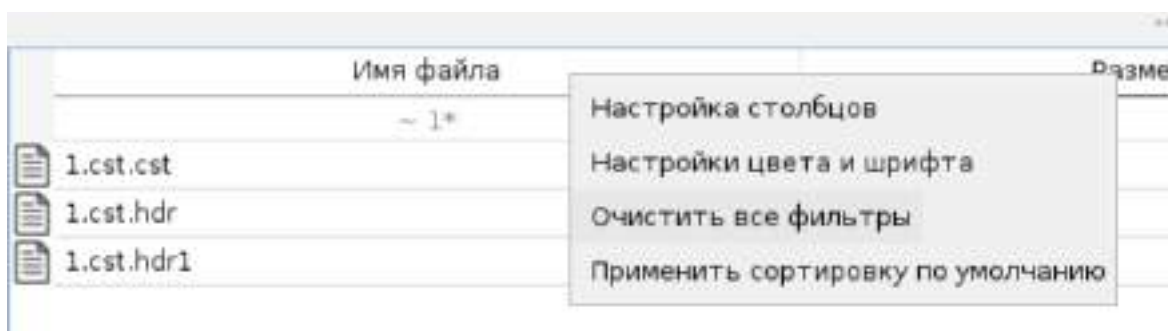 Имя файла
Разме
~ 1*
1.cst.cst
1.cst.hdr
1.cst.hdr1
Настройка столбцов
Настройки цвета и шрифта
Очистить все фильтры
Применить сортировку по умолчанию